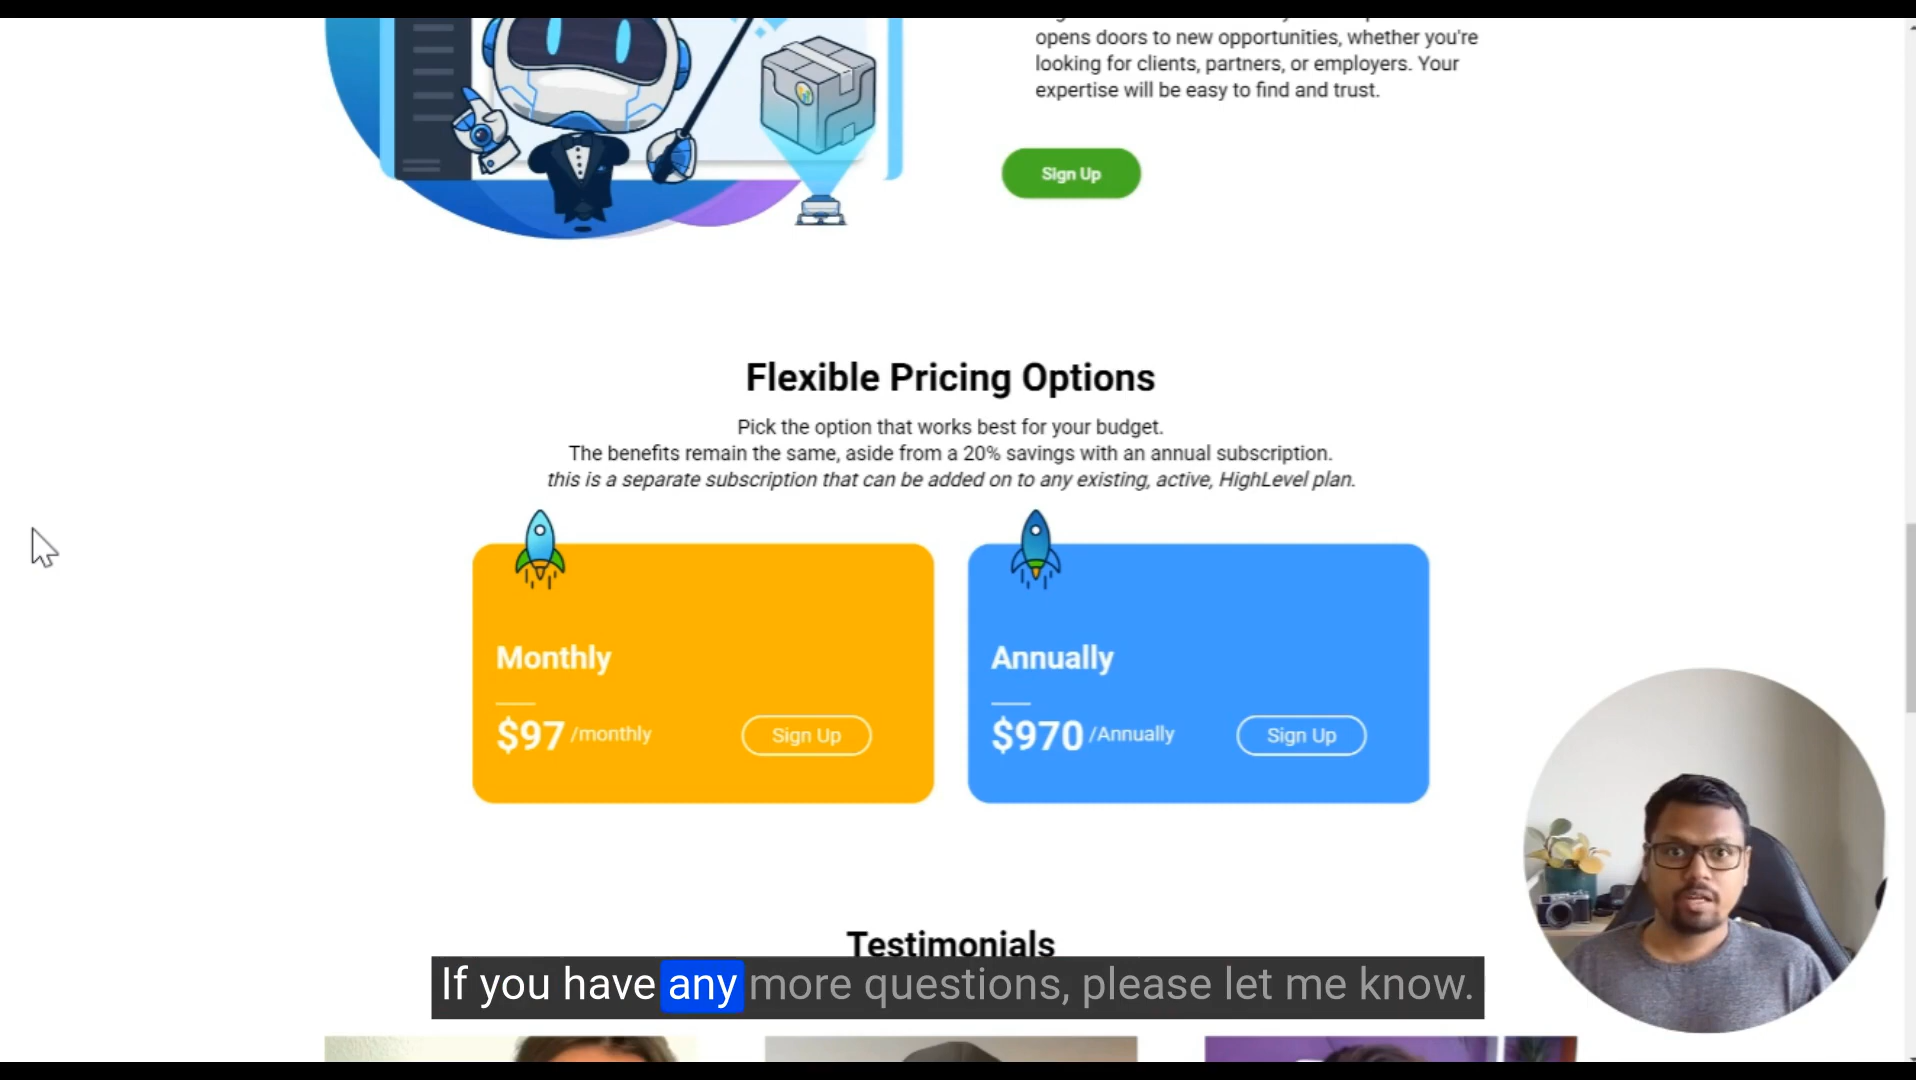 opens doors to new opportunities, whether you're
looking for clients, partners, or employers. Your
expertise will be easy to find and trust.
Sign Up
Flexible Pricing Options
Pick the option that works best for your budget.
The benefits remain the same, aside from a 20% savings with an annual subscription.
this is a separate subscription that can be added on to any existing, active, HighLevel plan.
Monthly
$97 /monthly
Sign Up
Annually
$970 /Annually
Sign Up
Testimonials
If you have any more questions, please let me know.